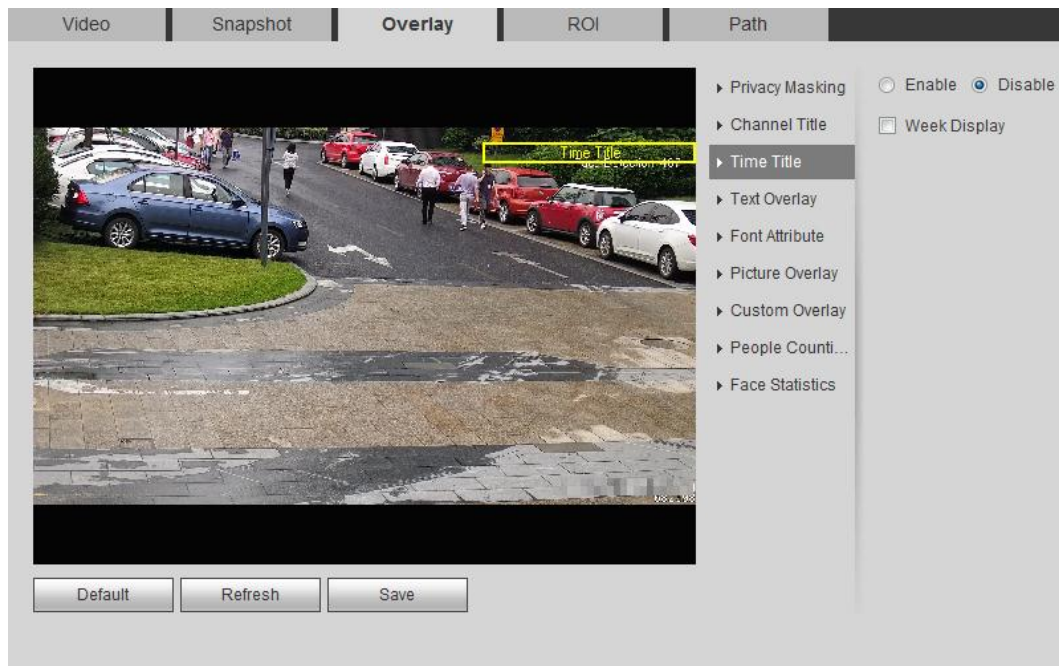 Video Snapshot Overlay ROI Path
Privacy Masking
Enable Disable
Channel Title
Week Display
Time Title
Time Title
Text Overlay
Font Attribute
Picture Overlay
Custom Overlay
People Counti...
Face Statistics
Default Refresh Save